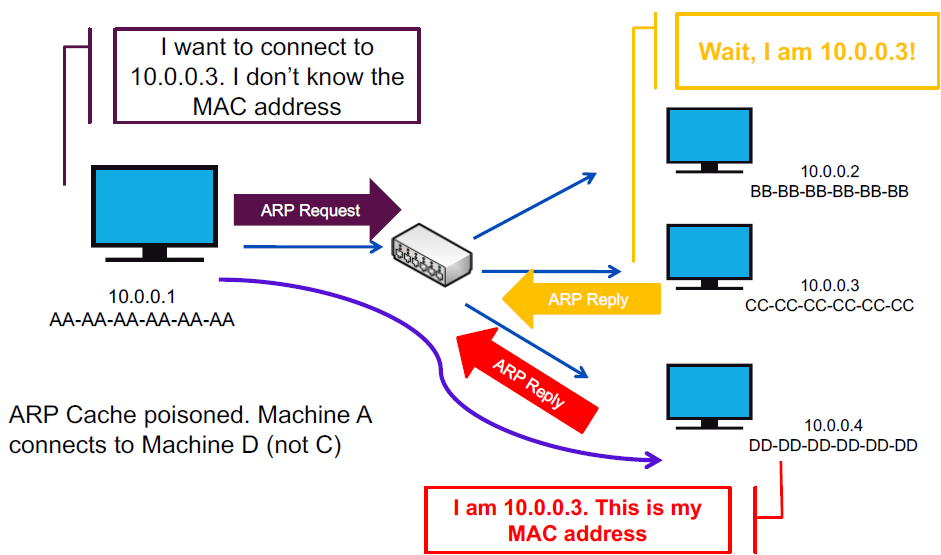 I want to connect to
10.0.0.3. I don’t know the
MAC address
Wait, I am 10.0.0.3!
10.0.0.2
BB-BB-BB-BB-BB-BB
ARP Request
10.0.0.3
CC-CC-CC-CC-CC-CC
ARP Reply
10.0.0.1
AA-AA-AA-AA-AA-AA
ARP Reply
10.0.0.4
DD-DD-DD-DD-DD-DD
ARP Cache poisoned. Machine A
connects to Machine D (not C)
I am 10.0.0.3. This is my
MAC address